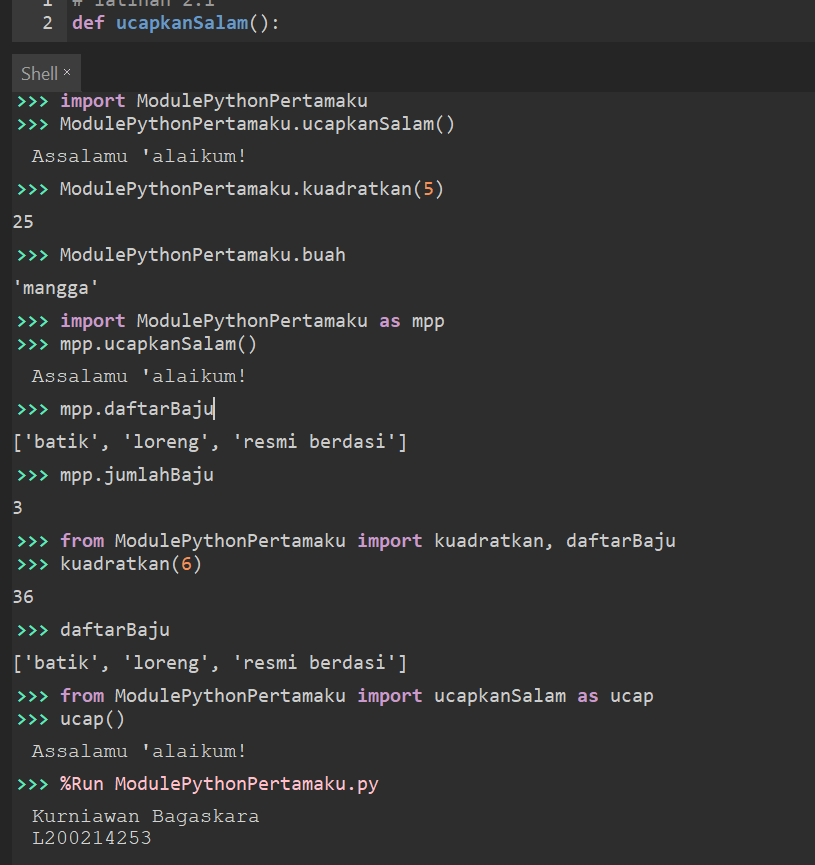 1 # latihan 2.1
2 def ucapkanSalam():
Shell ×
>>> import ModulePythonPertamaku
>>> ModulePythonPertamaku.ucapkanSalam()
Assalamu 'alaikum!
>>> ModulePythonPertamaku.kuadratkan(5)
25
>>> ModulePythonPertamaku.buah
'mangga'
>>> import ModulePythonPertamaku as mpp
>>> mpp.ucapkanSalam()
Assalamu 'alaikum!
>>> mpp.daftarBaju
['batik', 'loreng', 'resmi berdasi']
>>> mpp.jumlahBaju
3
>>> from ModulePythonPertamaku import kuadratkan, daftarBaju
>>> kuadratkan(6)
36
>>> daftarBaju
['batik', 'loreng', 'resmi berdasi']
>>> from ModulePythonPertamaku import ucapkanSalam as ucap
>>> ucap()
Assalamu 'alaikum!
>>> %Run ModulePythonPertamaku.py
Kurniawan Bagaskara
L200214253